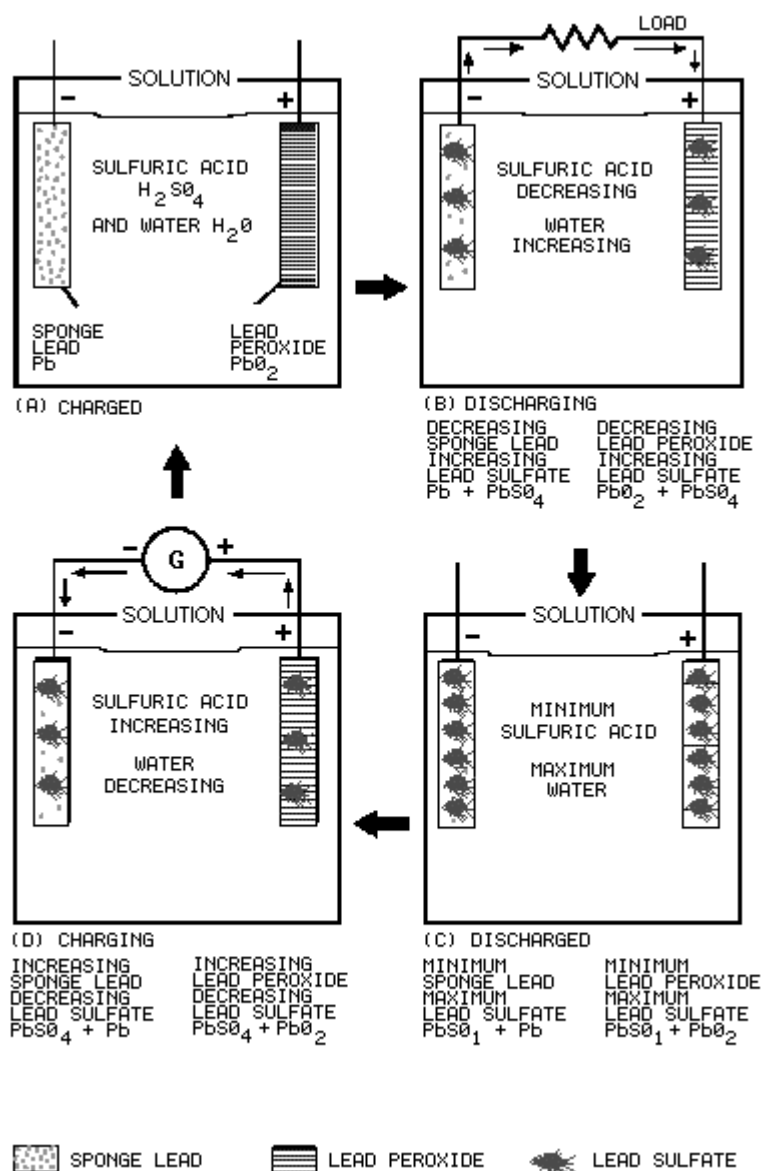 SOLUTION
- +
SULFURIC ACID
H2SO4
AND WATER H2O
SPONGE
LEAD
Pb
LEAD
PEROXIDE
PbO2
(A) CHARGED
LOAD
SOLUTION
- +
SULFURIC ACID
DECREASING
WATER
INCREASING
(B) DISCHARGING
DECREASING
SPONGE LEAD
INCREASING
LEAD SULFATE
Pb + PbSO4
DECREASING
LEAD PEROXIDE
INCREASING
LEAD SULFATE
PbO2 + PbSO4
- G +
SOLUTION
- +
SULFURIC ACID
INCREASING
WATER
DECREASING
(D) CHARGING
INCREASING
SPONGE LEAD
DECREASING
LEAD SULFATE
PbSO4 + Pb
INCREASING
LEAD PEROXIDE
DECREASING
LEAD SULFATE
PbSO4 + PbO2
SOLUTION
- +
MINIMUM
SULFURIC ACID
MAXIMUM
WATER
(C) DISCHARGED
MINIMUM
SPONGE LEAD
MAXIMUM
LEAD SULFATE
PbSO1 + Pb
MINIMUM
LEAD PEROXIDE
MAXIMUM
LEAD SULFATE
PbSO1 + PbO2
SPONGE LEAD
LEAD PEROXIDE
LEAD SULFATE